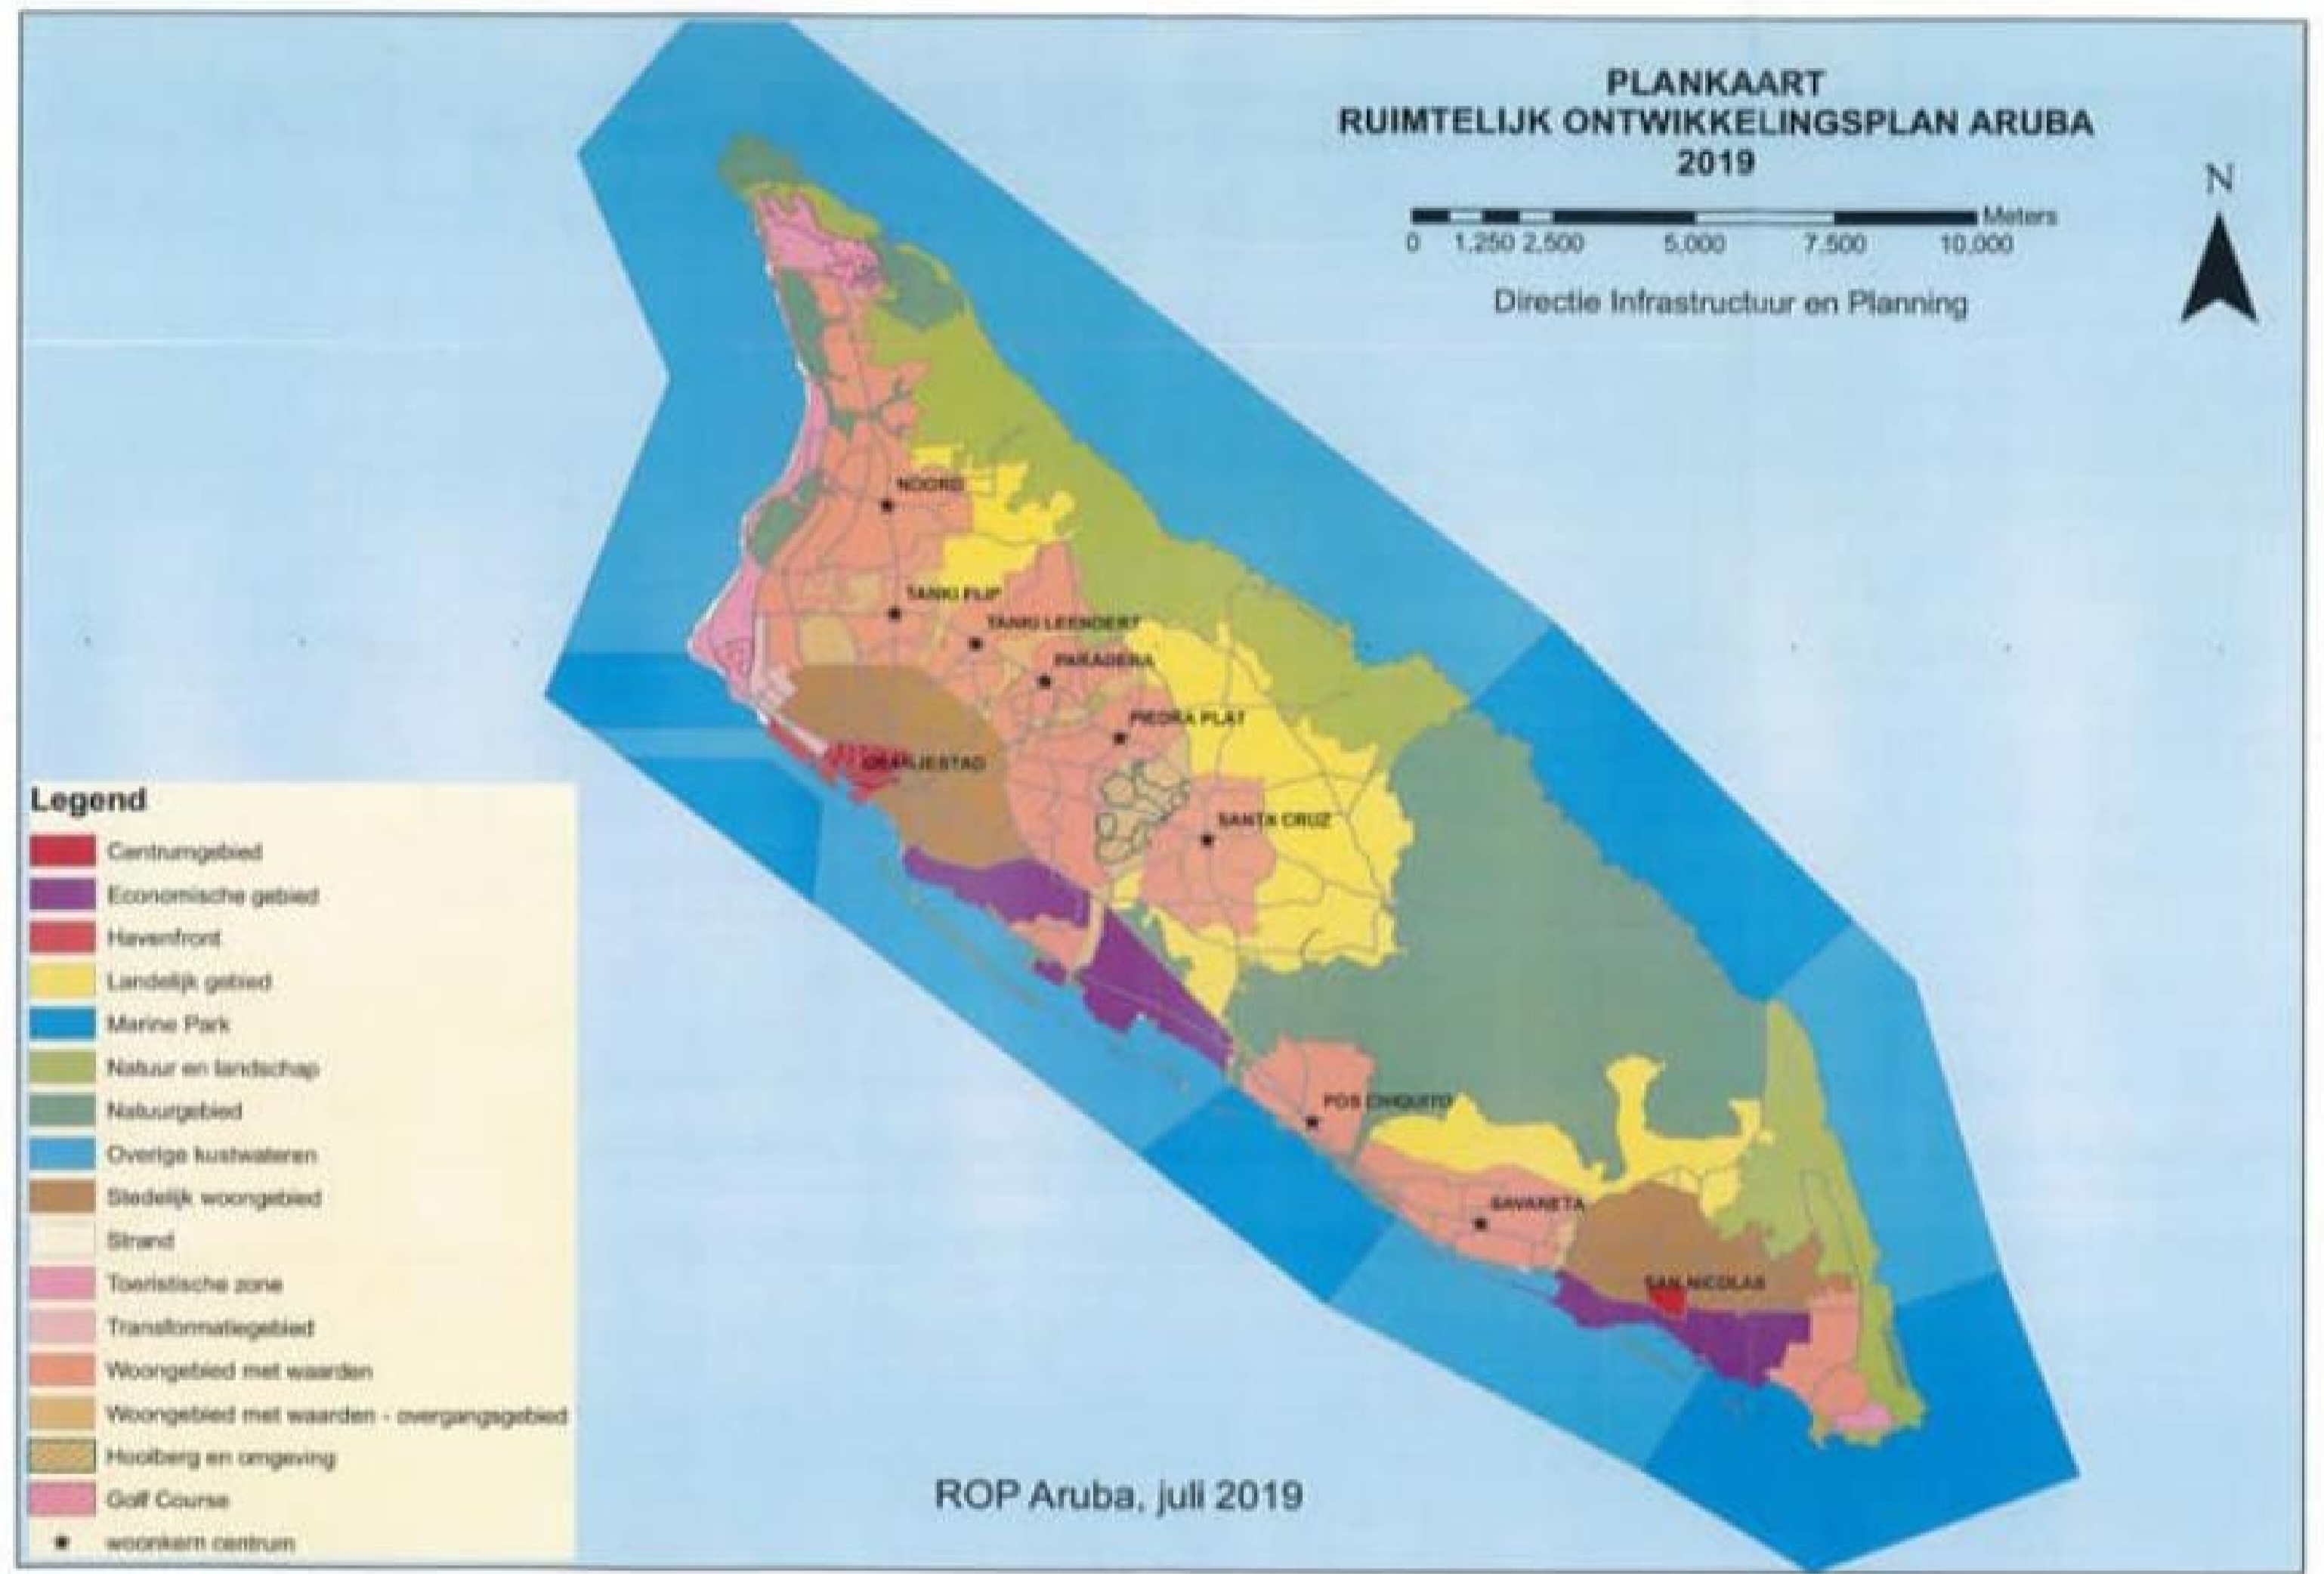 PLANKAART
RUIMTELIJK ONTWIKKELINGSPLAN ARUBA
2019
N
Meters
0 1,250 2,500 5,000 7,500 10,000
Directie Infrastructuur en Planning
NOORD
TANKI FLIP
TANKI LEENDERT
PARADERA
PIEDRA PLAT
ORANJESTAD
SANTA CRUZ
POS CHIQUITO
SAVANETA
SAN NICOLAS
Legend
Centrumgebied
Economische gebied
Havenfront
Landelijk gebied
Marine Park
Natuur en landschap
Natuurgebied
Overige kustwateren
Stedelijk woongebied
Strand
Toeristische zone
Transformatiegebied
Woongebied met waarden
Woongebied met waarden - overgangsgebied
Hooiberg en omgeving
Golf Course
woonkern centrum
ROP Aruba, juli 2019